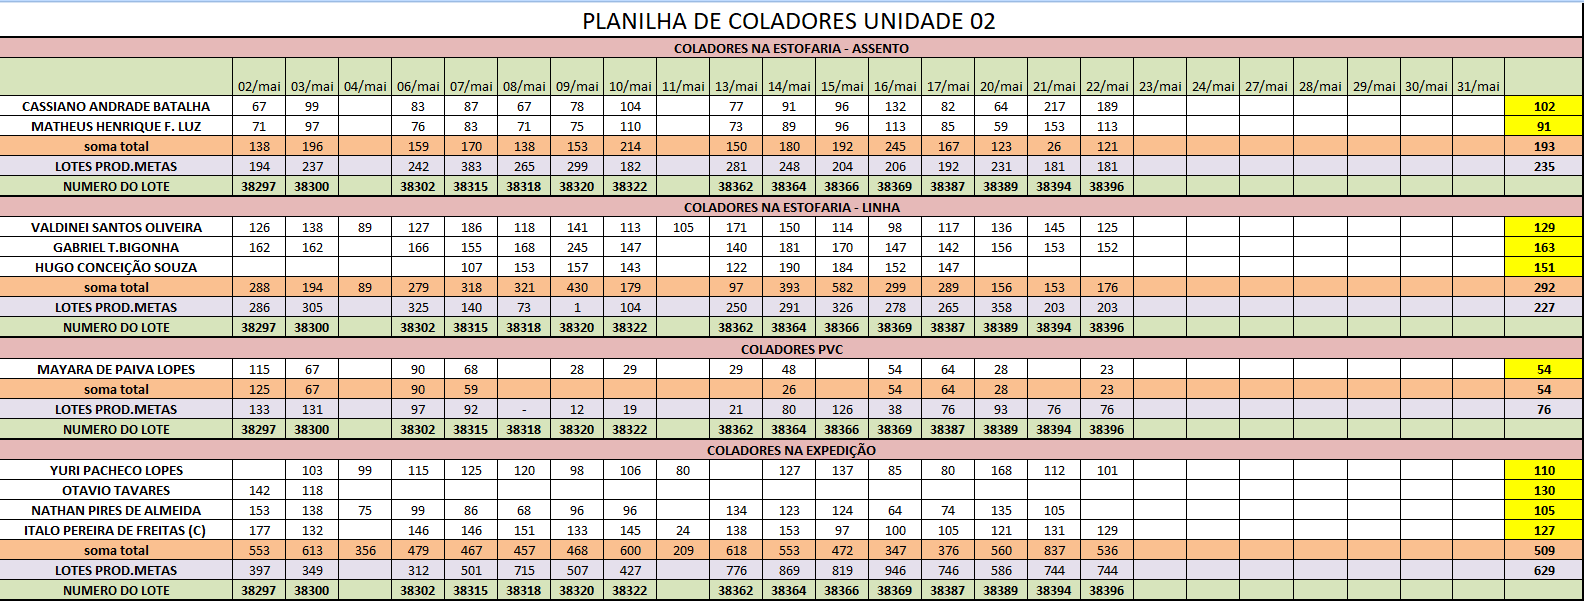 PLANILHA DE COLADORES UNIDADE 02
COLADORES NA ESTOFARIA - ASSENTO
02/mai 03/mai 04/mai 06/mai 07/mai 08/mai 09/mai 10/mai 11/mai 13/mai 14/mai 15/mai 16/mai 17/mai 20/mai 21/mai 22/mai 23/mai 24/mai 27/mai 28/mai 29/mai 30/mai 31/mai
CASSIANO ANDRADE BATALHA 67 99 83 87 67 78 104 77 91 96 132 82 64 217 189 102
MATHEUS HENRIQUE F. LUZ 71 97 76 83 71 75 110 73 89 96 113 85 59 153 113 91
soma total 138 196 159 170 138 153 214 150 180 192 245 167 123 26 121 193
LOTES PROD.METAS 194 237 242 383 265 299 182 281 248 204 206 192 231 181 181 235
NUMERO DO LOTE 38297 38300 38302 38315 38318 38320 38322 38362 38364 38366 38369 38387 38389 38394 38396
COLADORES NA ESTOFARIA - LINHA
VALDINEI SANTOS OLIVEIRA 126 138 89 127 186 118 141 113 105 171 150 114 98 117 136 145 125 129
GABRIEL T.BIGONHA 162 162 166 155 168 245 147 140 181 170 147 142 156 153 152 163
HUGO CONCEIÇÃO SOUZA 107 153 157 143 122 190 184 152 147 151
soma total 288 194 89 279 318 321 430 179 97 393 582 299 289 156 153 176 292
LOTES PROD.METAS 286 305 325 140 73 1 104 250 291 326 278 265 358 203 203 227
NUMERO DO LOTE 38297 38300 38302 38315 38318 38320 38322 38362 38364 38366 38369 38387 38389 38394 38396
COLADORES PVC
MAYARA DE PAIVA LOPES 115 67 90 68 28 29 29 48 54 64 28 23 54
soma total 125 67 90 59 26 54 64 28 23 54
LOTES PROD.METAS 133 131 97 92 - 12 19 21 80 126 38 76 93 76 76 76
NUMERO DO LOTE 38297 38300 38302 38315 38318 38320 38322 38362 38364 38366 38369 38387 38389 38394 38396
COLADORES NA EXPEDIÇÃO
YURI PACHECO LOPES 103 99 115 125 120 98 106 80 127 137 85 80 168 112 101 110
OTAVIO TAVARES 142 118 130
NATHAN PIRES DE ALMEIDA 153 138 75 99 86 68 96 96 134 123 124 64 74 135 105 105
ITALO PEREIRA DE FREITAS (C) 177 132 146 146 151 133 145 24 138 153 97 100 105 121 131 129 127
soma total 553 613 356 479 467 457 468 600 209 618 553 472 347 376 560 837 536 509
LOTES PROD.METAS 397 349 312 501 715 507 427 776 869 819 946 746 586 744 744 629
NUMERO DO LOTE 38297 38300 38302 38315 38318 38320 38322 38362 38364 38366 38369 38387 38389 38394 38396